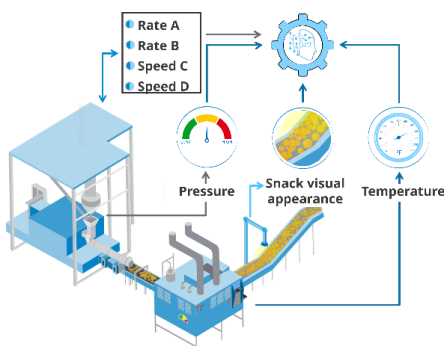 Rate A
Rate B
Speed C
Speed D
Pressure
Snack visual
appearance
Temperature